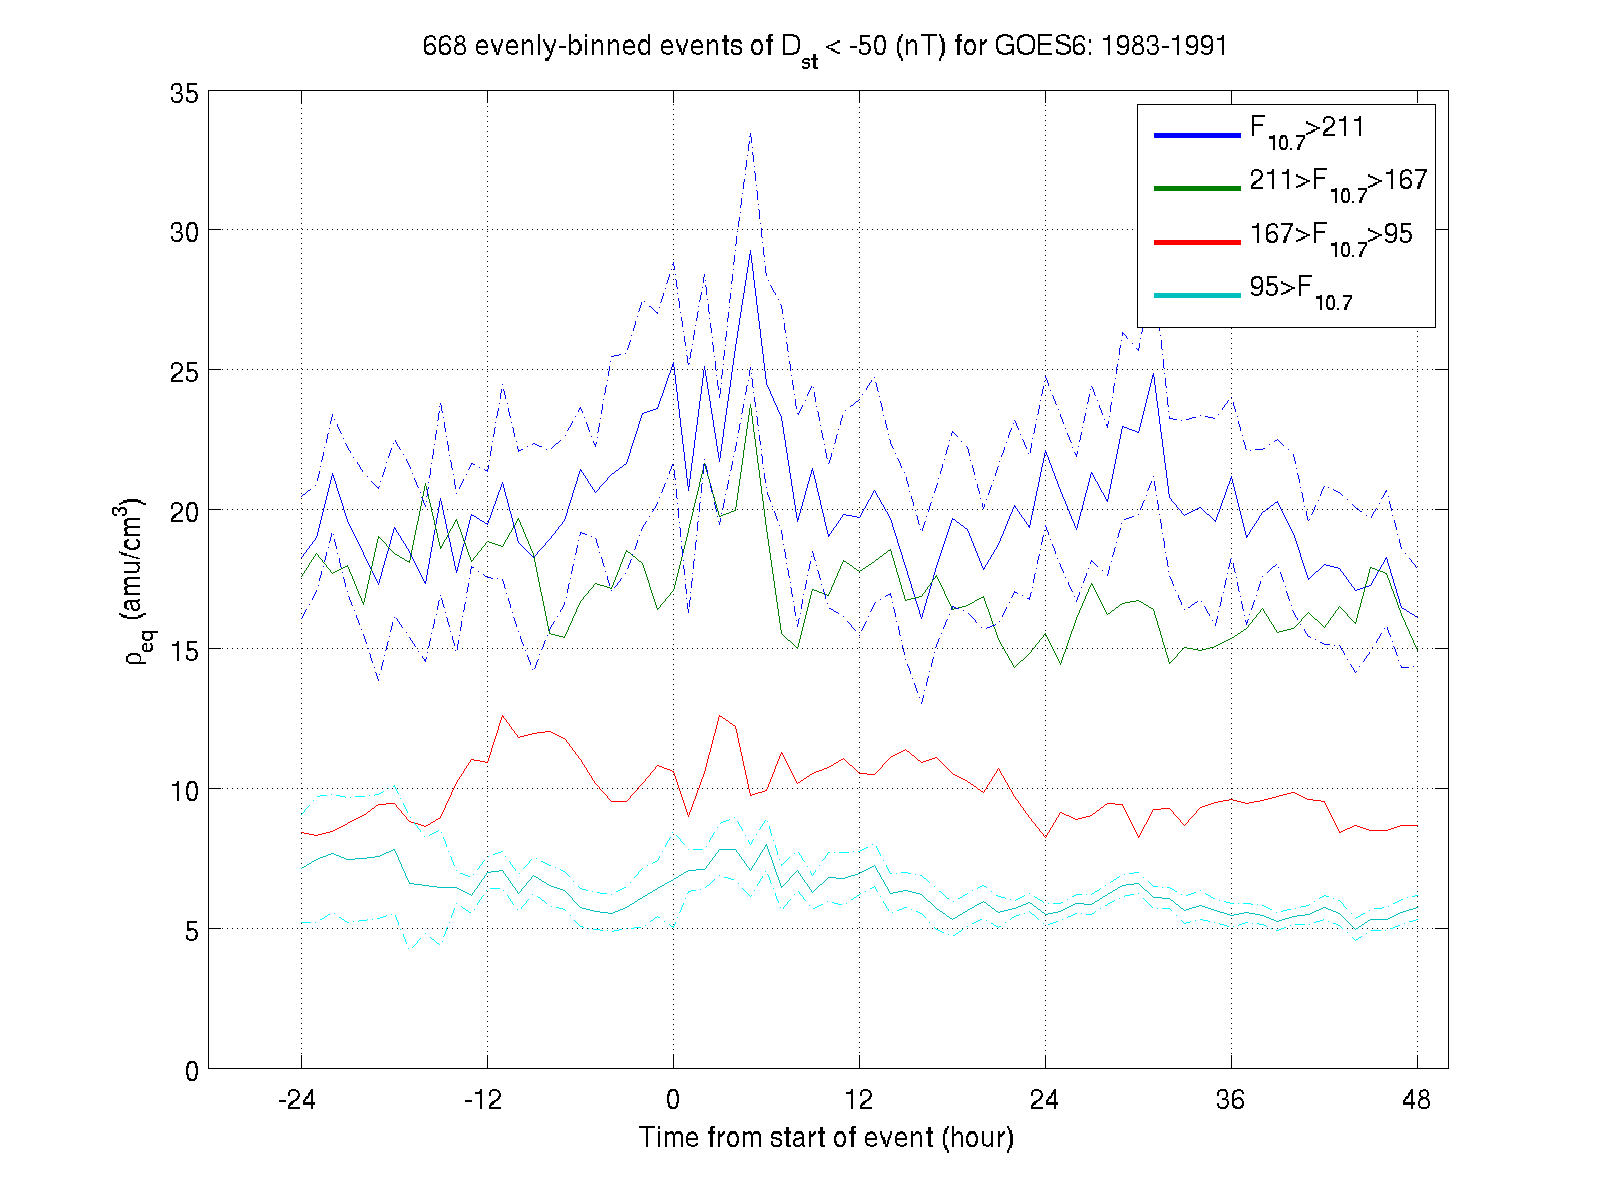 668 evenly-binned events of D_st < -50 (nT) for GOES6: 1983-1991
35
30
25
20
15
10
5
0
ρ_eq (amu/cm^3)
F_10.7>211
211>F_10.7>167
167>F_10.7>95
95>F_10.7
-24 -12 0 12 24 36 48
Time from start of event (hour)